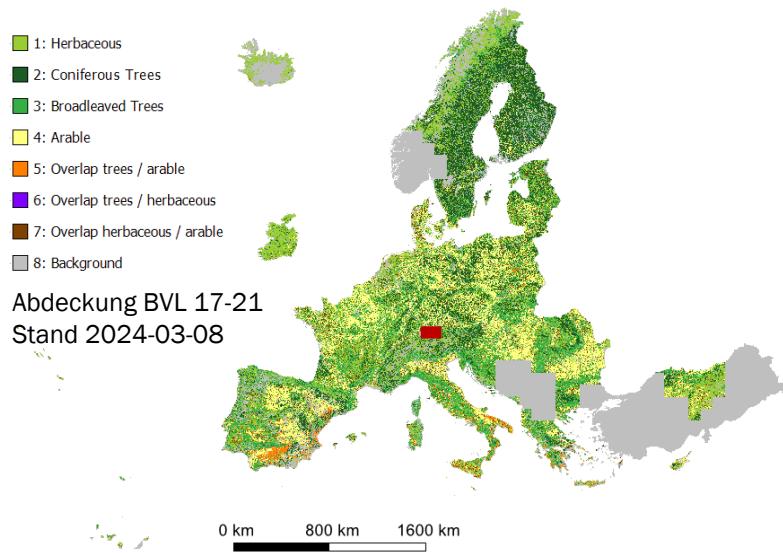 1: Herbaceous
2: Coniferous Trees
3: Broadleaved Trees
4: Arable
5: Overlap trees / arable
6: Overlap trees / herbaceous
7: Overlap herbaceous / arable
8: Background
Abdeckung BVL 17-21
Stand 2024-03-08
0 km 800 km 1600 km